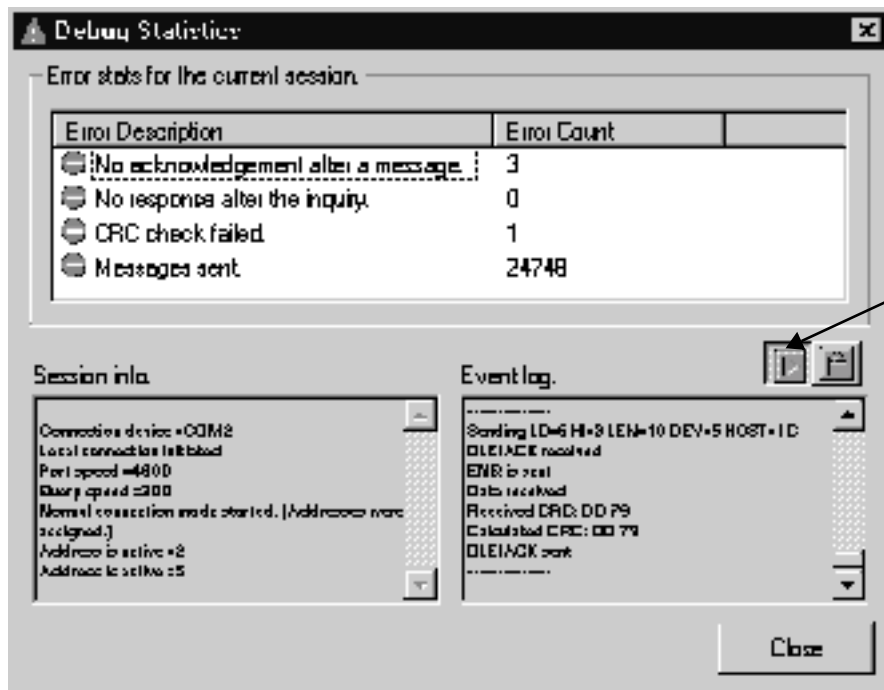 Debug Statistics
Error stats for the current session.
Error Description Error Count
No acknowledgement after a message. 3
No response after the inquiry. 0
CRC check failed. 1
Messages sent. 24748
Session info.
Event log.
Connection device =COM2
Local connection initiated
Port speed =4800
Query speed =300
Normal connection mode started. (Addresses were
assigned.)
Address is active =2
Address is active =5
--------------
Sending LD=6 HI=9 LEN=10 DEV=5 HOST=
DLE/ACK received
ENR is sent
Data received
Received CRC: DD 79
Calculated CRC: DD 79
DLE/ACK sent
--------------
Close